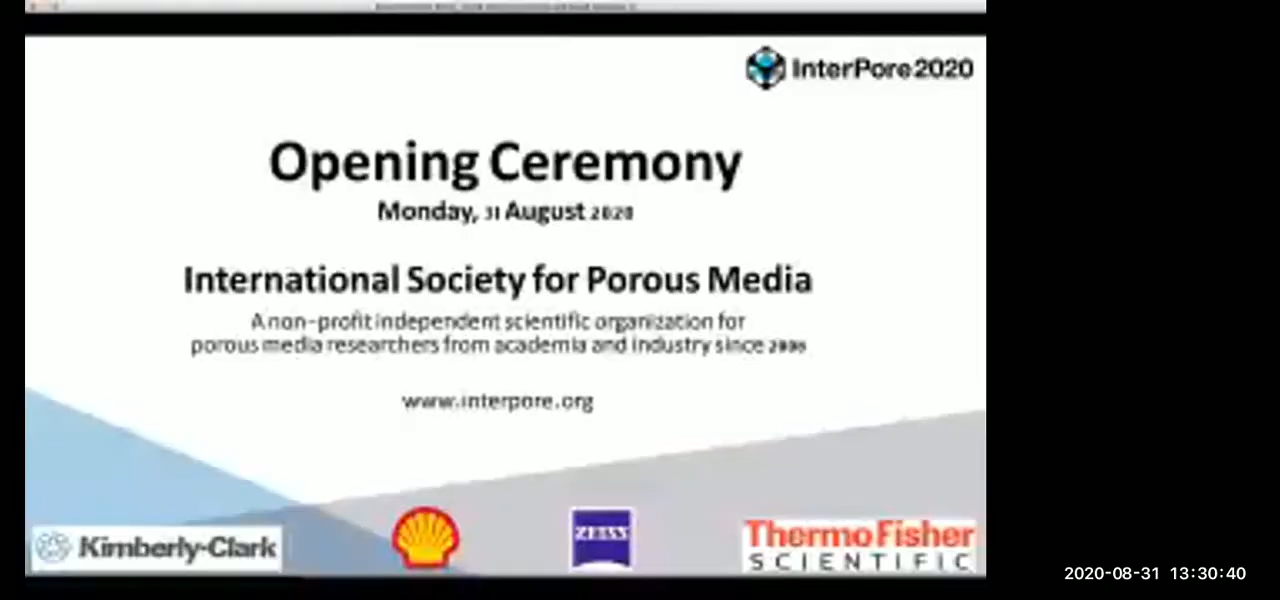 InterPore2020
Opening Ceremony
Monday, 31 August 2020
International Society for Porous Media
A non-profit independent scientific organization for
porous media researchers from academia and industry since
www.interpore.org
Kimberly-Clark
ZEISS
ThermoFisher
SCIENTIFIC
2020-08-31 13:30:40